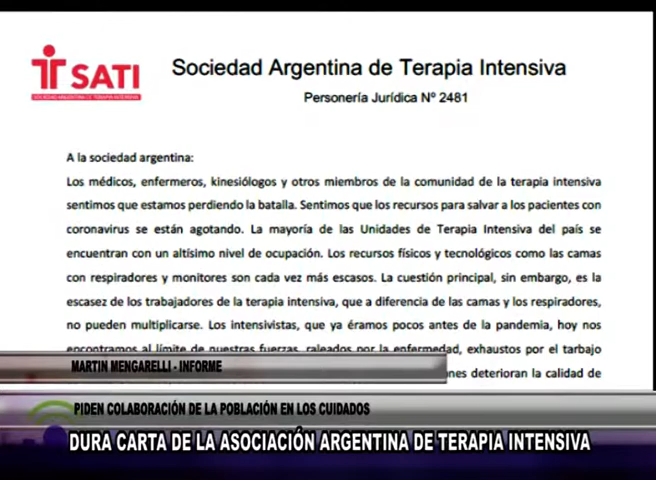 SATI
SOCIEDAD ARGENTINA DE TERAPIA INTENSIVA
Sociedad Argentina de Terapia Intensiva
Personería Jurídica Nº 2481
A la sociedad argentina:
Los médicos, enfermeros, kinesiólogos y otros miembros de la comunidad de la terapia intensiva
sentimos que estamos perdiendo la batalla. Sentimos que los recursos para salvar a los pacientes con
coronavirus se están agotando. La mayoría de las Unidades de Terapia Intensiva del país se
encuentran con un altísimo nivel de ocupación. Los recursos físicos y tecnológicos como las camas
con respiradores y monitores son cada vez más escasos. La cuestión principal, sin embargo, es la
escasez de los trabajadores de la terapia intensiva, que a diferencia de las camas y los respiradores,
no pueden multiplicarse. Los intensivistas, que ya éramos pocos antes de la pandemia, hoy nos
encontramos al límite de nuestras fuerzas, raleados por la enfermedad, exhaustos por el tarbajo
nes deterioran la calidad de
MARTIN MENGARELLI - INFORME
PIDEN COLABORACIÓN DE LA POBLACIÓN EN LOS CUIDADOS
DURA CARTA DE LA ASOCIACIÓN ARGENTINA DE TERAPIA INTENSIVA